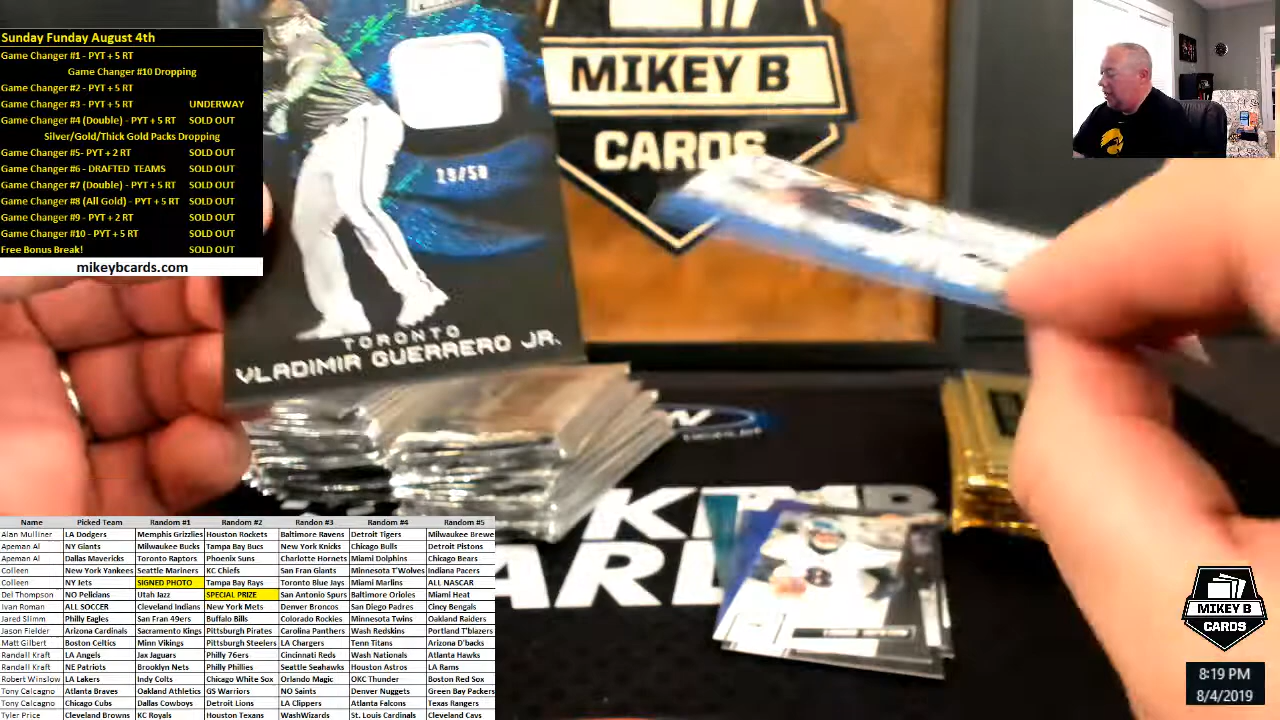 Sunday Funday August 4th
Game Changer #1 - PYT + 5 RT
Game Changer #10 Dropping
Game Changer #2 - PYT + 5 RT
Game Changer #3 - PYT + 5 RT UNDERWAY
Game Changer #4 (Double) - PYT + 5 RT SOLD OUT
Silver/Gold/Thick Gold Packs Dropping
Game Changer #5- PYT + 2 RT SOLD OUT
Game Changer #6 - DRAFTED TEAMS SOLD OUT
Game Changer #7 (Double) - PYT + 5 RT SOLD OUT
Game Changer #8 (All Gold) - PYT + 5 RT SOLD OUT
Game Changer #9 - PYT + 2 RT SOLD OUT
Game Changer #10 - PYT + 5 RT SOLD OUT
Free Bonus Break! SOLD OUT
mikeybcards.com
MIKEY B
CARDS
19/50
TORONTO
VLADIMIR GUERRERO JR.
Name Picked Team Random #1 Random #2 Randon #3 Random #4 Random #5
Alan Mulliner LA Dodgers Memphis Grizzlies Houston Rockets Baltimore Ravens Detroit Tigers Milwaukee Brewe
Apeman Al NY Giants Milwaukee Bucks Tampa Bay Bucs New York Knicks Chicago Bulls Detroit Pistons
Apeman Al Dallas Mavericks Toronto Raptors Phoenix Suns Charlotte Hornets Miami Dolphins Chicago Bears
Colleen New York Yankees Seattle Mariners KC Chiefs San Fran Giants Minnesota T'Wolves Indiana Pacers
Colleen NY Jets SIGNED PHOTO Tampa Bay Rays Toronto Blue Jays Miami Marlins ALL NASCAR
Del Thompson NO Pelicians Utah Jazz SPECIAL PRIZE San Antonio Spurs Baltimore Orioles Miami Heat
Ivan Roman ALL SOCCER Cleveland Indians New York Mets Denver Broncos San Diego Padres Cincy Bengals
Jared Slimm Philly Eagles San Fran 49ers Buffalo Bills Colorado Rockies Minnesota Twins Oakland Raiders
Jason Fielder Arizona Cardinals Sacramento Kings Pittsburgh Pirates Carolina Panthers Wash Redskins Portland T'blazers
Matt Gilbert Boston Celtics Minn Vikings Pittsburgh Steelers LA Chargers Tenn Titans Arizona D'backs
Randall Kraft LA Angels Jax Jaguars Philly 76ers Cincinnati Reds Wash Nationals Atlanta Hawks
Randall Kraft NE Patriots Brooklyn Nets Philly Phillies Seattle Seahawks Houston Astros LA Rams
Robert Winslow LA Lakers Indy Colts Chicago White Sox Orlando Magic OKC Thunder Boston Red Sox
Tony Calcagno Atlanta Braves Oakland Athletics GS Warriors NO Saints Denver Nuggets Green Bay Packers
Tony Calcagno Chicago Cubs Dallas Cowboys Detroit Lions LA Clippers Atlanta Falcons Texas Rangers
Tyler Price Cleveland Browns KC Royals Houston Texans WashWizards St. Louis Cardinals Cleveland Cavs
MIKEY B
CARDS
8:19 PM
8/4/2019